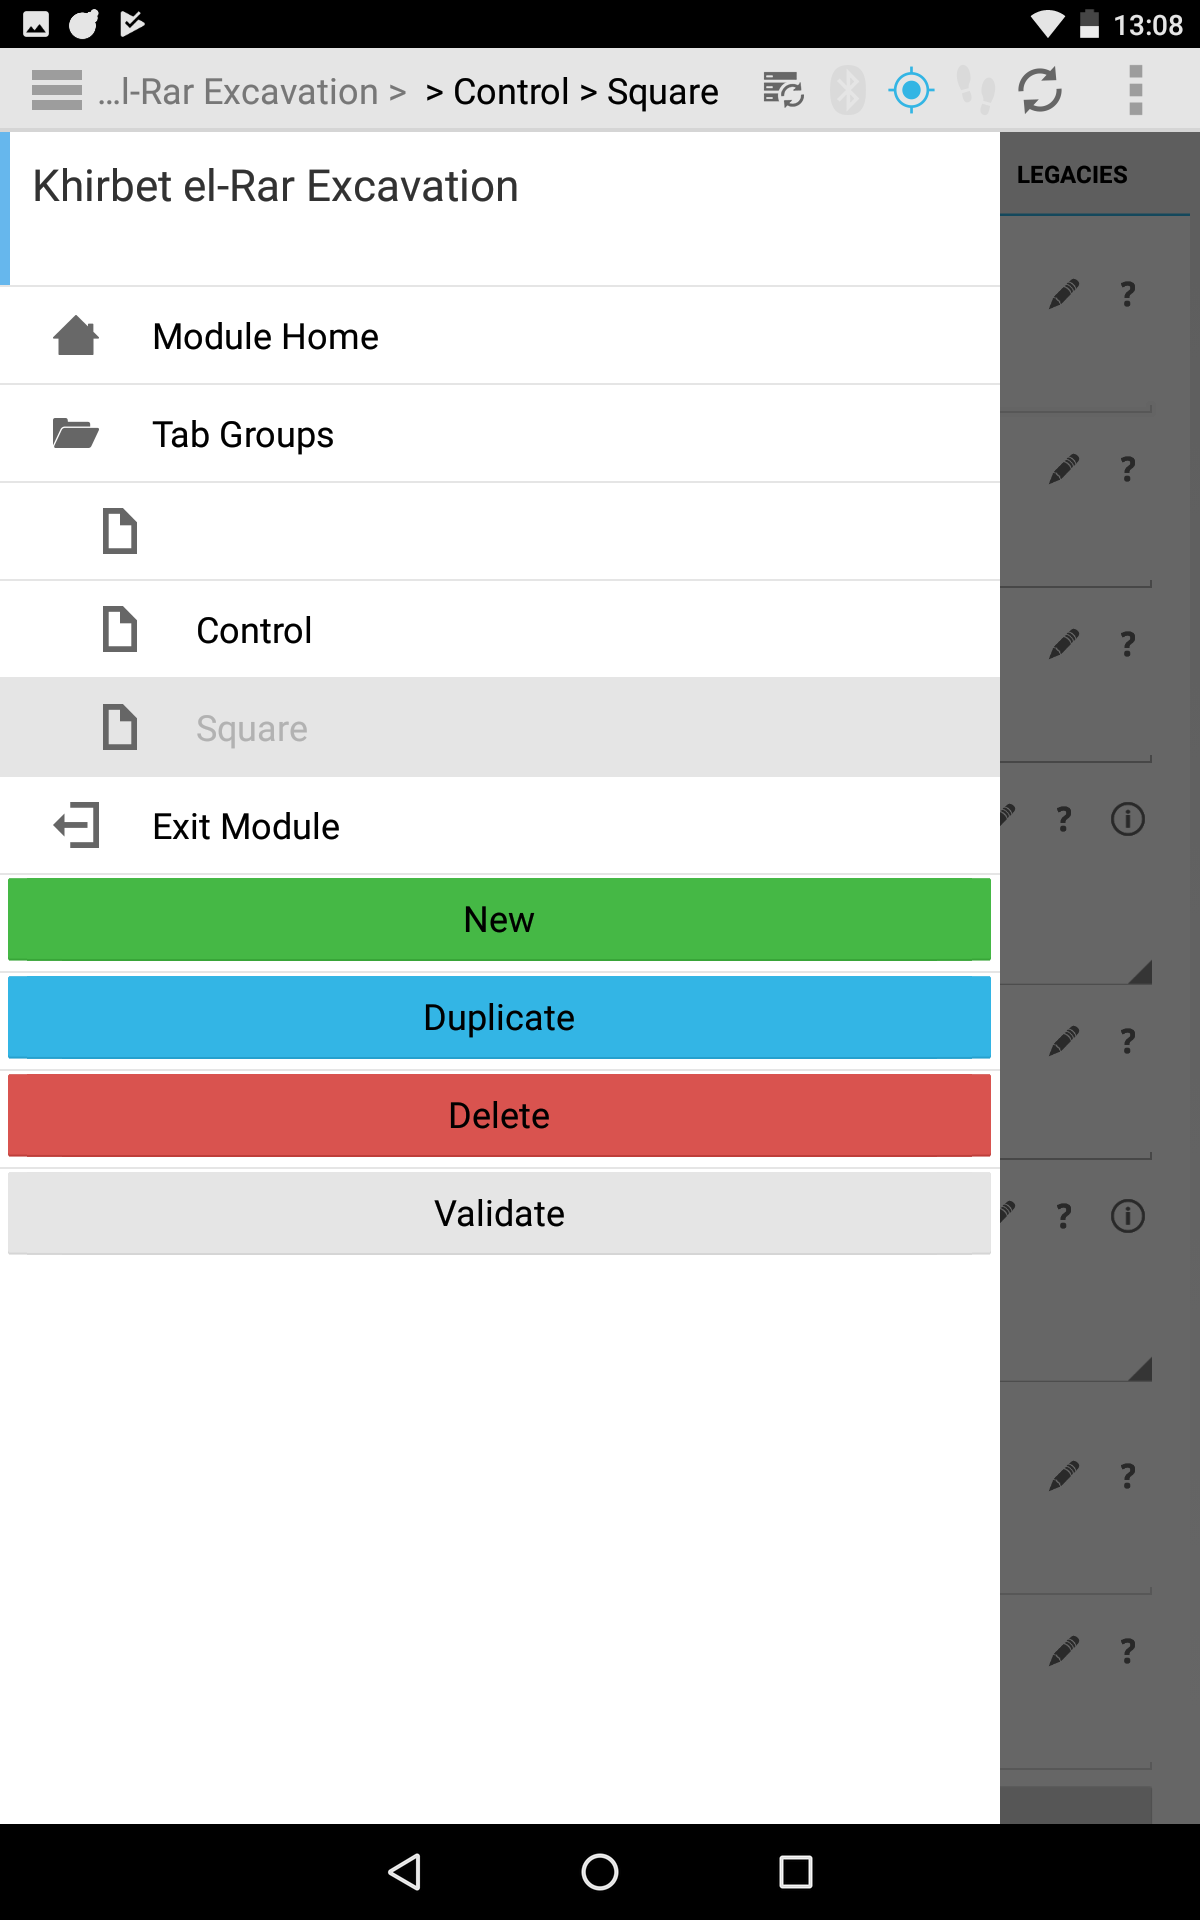 13:08
...l-Rar Excavation >  > Control > Square
Khirbet el-Rar Excavation
LEGACIES
Module Home
Tab Groups
Control
Square
Exit Module
New
Duplicate
Delete
Validate
?
?
?
?
?
?
?
?